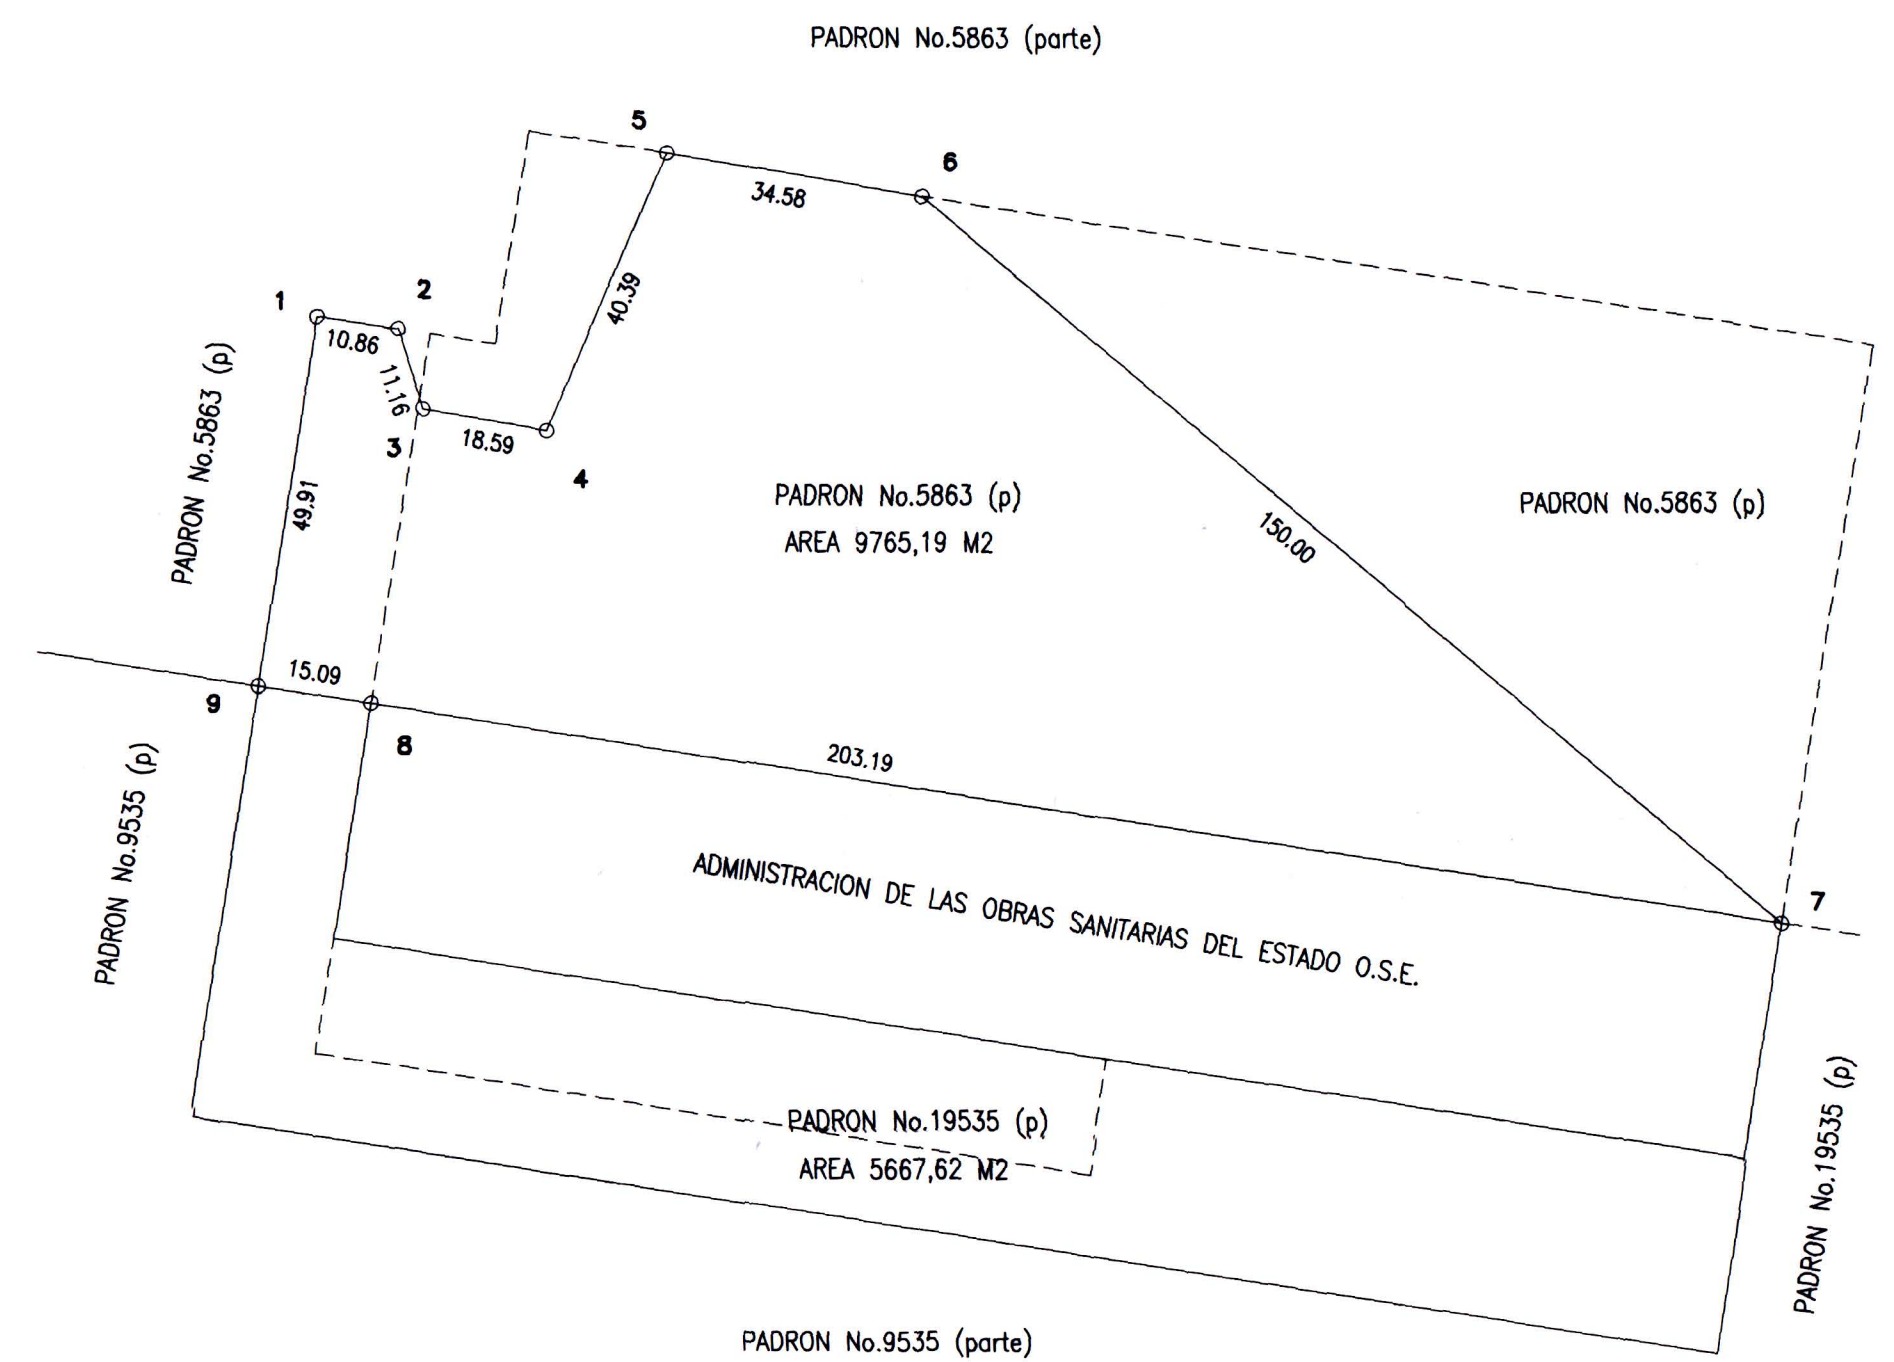 PADRON No.5863 (parte)
5
6
34.58
1
2
10.86
11.16
40.39
3
18.59
4
PADRON No.5863 (p)
49.91
PADRON No.5863 (p)
AREA 9765,19 M2
150.00
PADRON No.5863 (p)
15.09
9
8
203.19
7
PADRON No.9535 (p)
ADMINISTRACION DE LAS OBRAS SANITARIAS DEL ESTADO O.S.E.
PADRON No.19535 (p)
AREA 5667,62 M2
PADRON No.19535 (p)
PADRON No.9535 (parte)